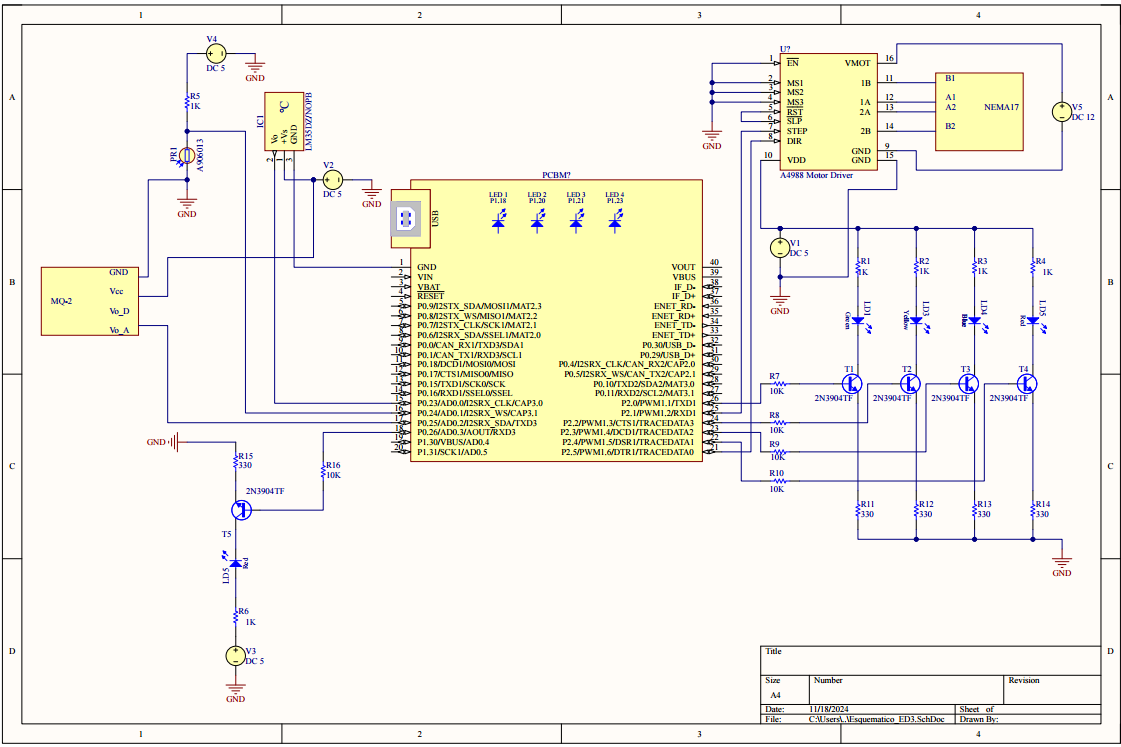 1 2 3 4
A
B
C
D
A
B
C
D
V4
DC 5
GND
R5
1K
PR1
A906013
GND
IC1
°C
LM35DZ/NOPB
Vo
+Vs
GND
2 1 3
V2
DC 5
GND
MQ-2
GND
Vcc
Vo_D
Vo_A
PCBM?
USB
LED 1
P1.18
LED 2
P1.20
LED 3
P1.21
LED 4
P1.23
1 GND
2 VIN
3 VBAT
4 RESET
5 P0.9/I2STX_SDA/MOSI1/MAT2.3
6 P0.8/I2STX_WS/MISO1/MAT2.2
7 P0.7/I2STX_CLK/SCK1/MAT2.1
8 P0.6/I2SRX_SDA/SSEL1/MAT2.0
9 P0.0/CAN_RX1/TXD3/SDA1
10 P0.1/CAN_TX1/RXD3/SCL1
11 P0.18/DCD1/MOSI0/MOSI
12 P0.17/CTS1/MISO0/MISO
13 P0.15/TXD1/SCK0/SCK
14 P0.16/RXD1/SSEL0/SSEL
15 P0.23/AD0.0/I2SRX_CLK/CAP3.0
16 P0.24/AD0.1/I2SRX_WS/CAP3.1
17 P0.25/AD0.2/I2SRX_SDA/TXD3
18 P0.26/AD0.3/AOUT/RXD3
19 P1.30/VBUS/AD0.4
20 P1.31/SCK1/AD0.5
VOUT 40
VBUS 39
IF_D- 38
IF_D+ 37
ENET_RD- 36
ENET_RD+ 35
ENET_TD- 34
ENET_TD+ 33
P0.30/USB_D- 32
P0.29/USB_D+ 31
P0.4/I2SRX_CLK/CAN_RX2/CAP2.0 30
P0.5/I2SRX_WS/CAN_TX2/CAP2.1 29
P0.10/TXD2/SDA2/MAT3.0 28
P0.11/RXD2/SCL2/MAT3.1 27
P2.0/PWM1.1/TXD1 26
P2.1/PWM1.2/RXD1 25
P2.2/PWM1.3/CTS1/TRACEDATA3 24
P2.3/PWM1.4/DCD1/TRACEDATA2 23
P2.4/PWM1.5/DSR1/TRACEDATA1 22
P2.5/PWM1.6/DTR1/TRACEDATA0 21
U?
1 EN
2 MS1
3 MS2
4 MS3
5 RST
6 SLP
7 STEP
8 DIR
10 VDD
VMOT 16
1B 11
1A 12
2A 13
2B 14
GND 9
GND 15
A4988 Motor Driver
GND
B1
A1
A2
B2
NEMA17
V5
DC 12
V1
DC 5
GND
R1
1K
R2
1K
R3
1K
R4
1K
LD1
Green
LD3
Yellow
LD4
Blue
LD5
Red
T1
2N3904TF
T2
2N3904TF
T3
2N3904TF
T4
2N3904TF
R7
10K
R8
10K
R9
10K
R10
10K
R11
330
R12
330
R13
330
R14
330
GND
GND
R15
330
R16
10K
2N3904TF
T5
LD5
Red
R6
1K
V3
DC 5
GND
Title
Size Number Revision
A4
Date: 11/18/2024 Sheet of
File: C:\Users\..\Esquematico_ED3.SchDoc Drawn By:
1 2 3 4